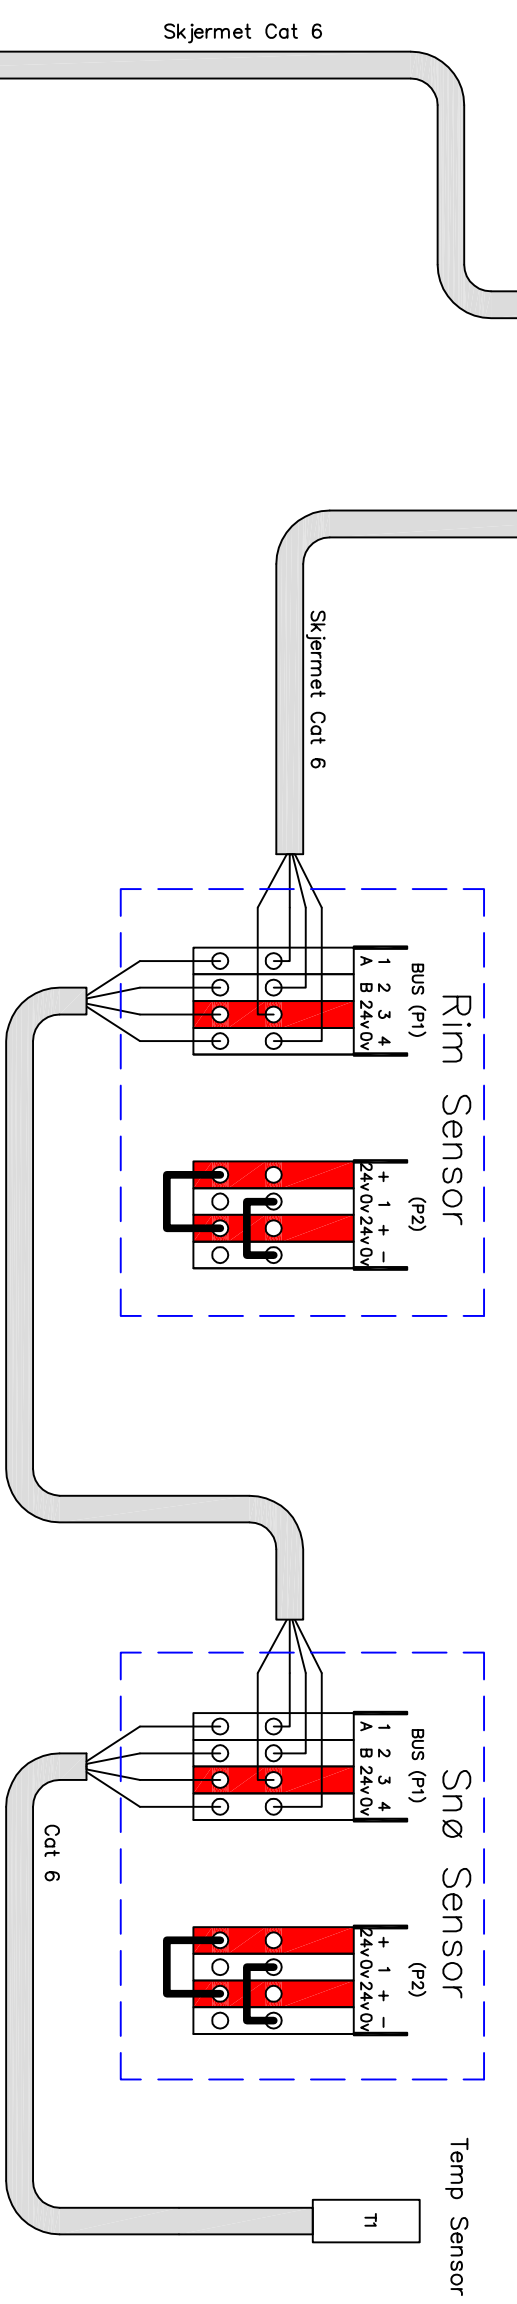 Skjermet Cat 6
Skjermet Cat 6
Rim Sensor
BUS (P1)
1 2 3 4
A B 24v 0v
(P2)
+ 1 + -
24v 0v 24v 0v
Snø Sensor
BUS (P1)
1 2 3 4
A B 24v 0v
(P2)
+ 1 + -
24v 0v 24v 0v
Cat 6
Temp Sensor
T1